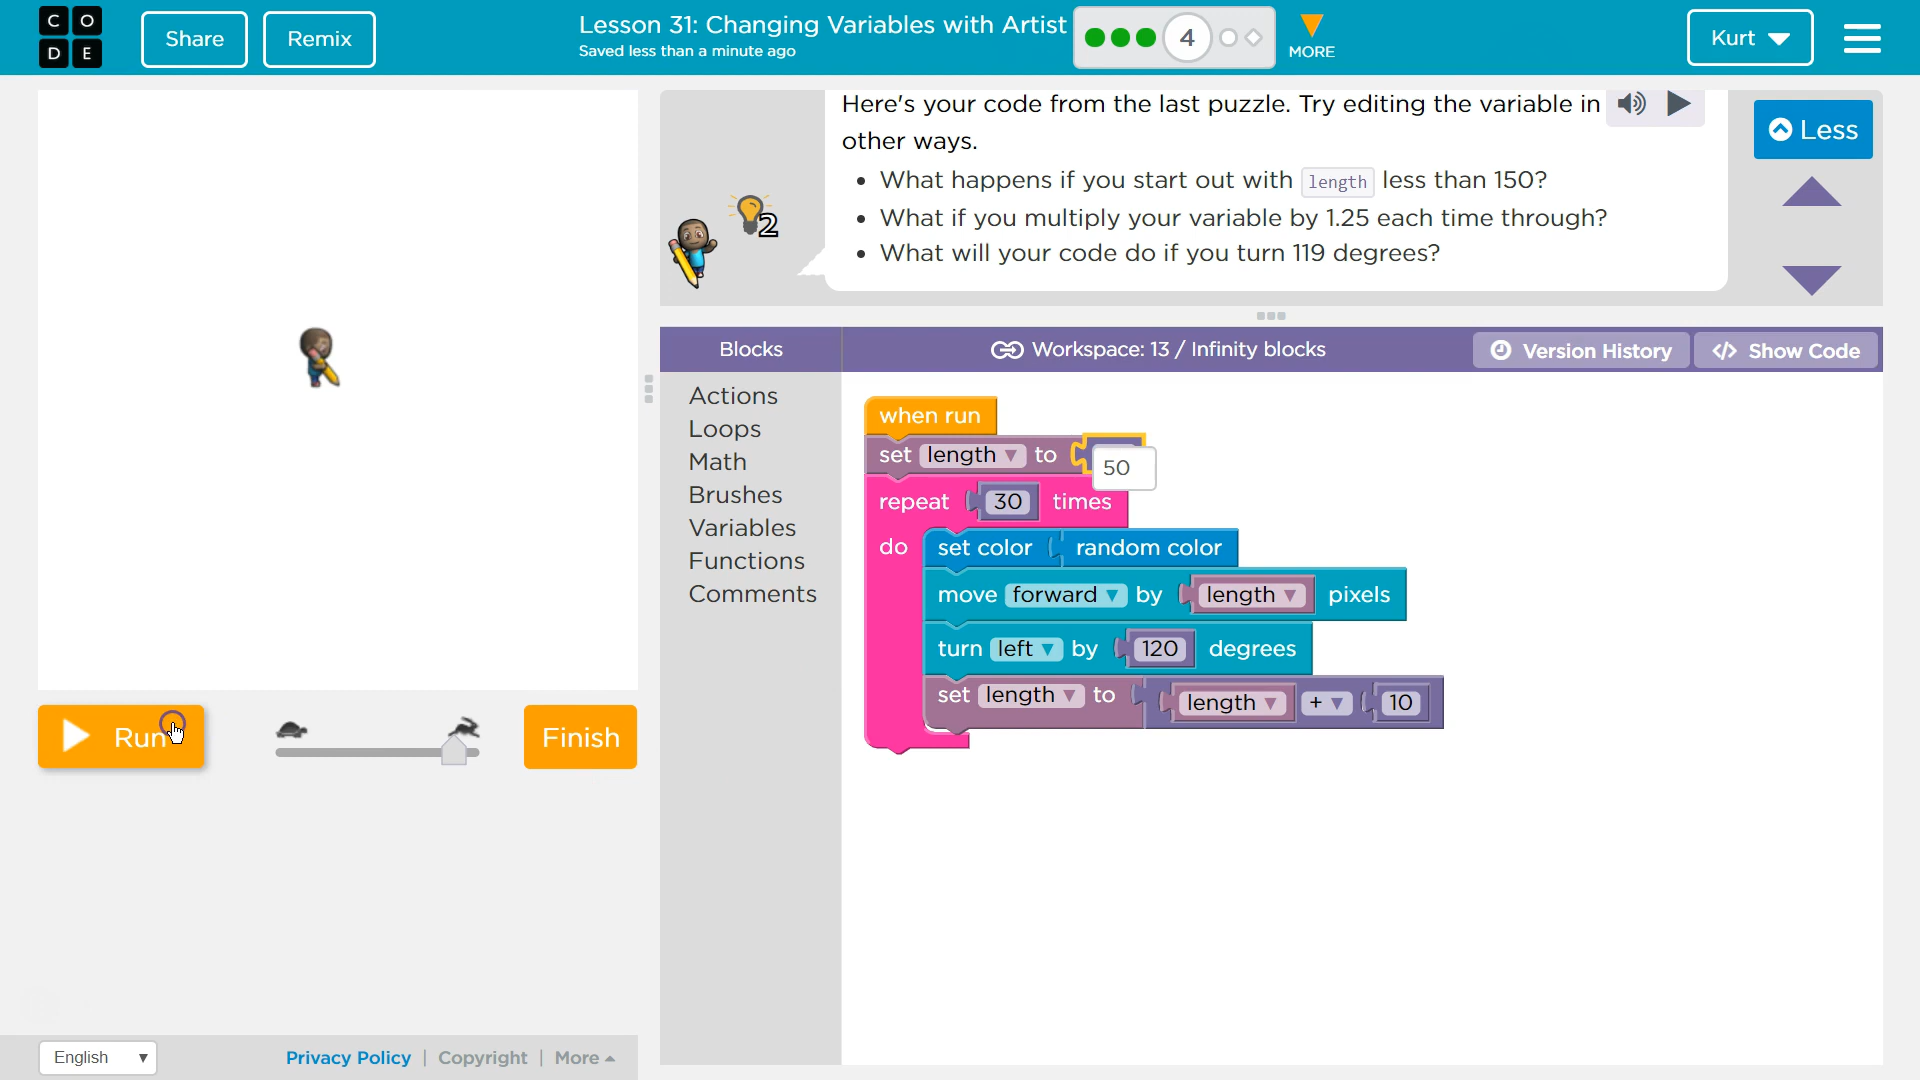 C O
D E
Share
Remix
Lesson 31: Changing Variables with Artist
Saved less than a minute ago
4
MORE
Kurt
Here's your code from the last puzzle. Try editing the variable in
other ways.
• What happens if you start out with length less than 150?
• What if you multiply your variable by 1.25 each time through?
• What will your code do if you turn 119 degrees?
2
Less
Blocks
Workspace: 13 / Infinity blocks
Version History
</> Show Code
Actions
Loops
Math
Brushes
Variables
Functions
Comments
when run
set length ▼ to 50
repeat 30 times
do set color random color
move forward ▼ by length ▼ pixels
turn left ▼ by 120 degrees
set length ▼ to length ▼ + ▼ 10
Run
Finish
English ▼
Privacy Policy | Copyright | More